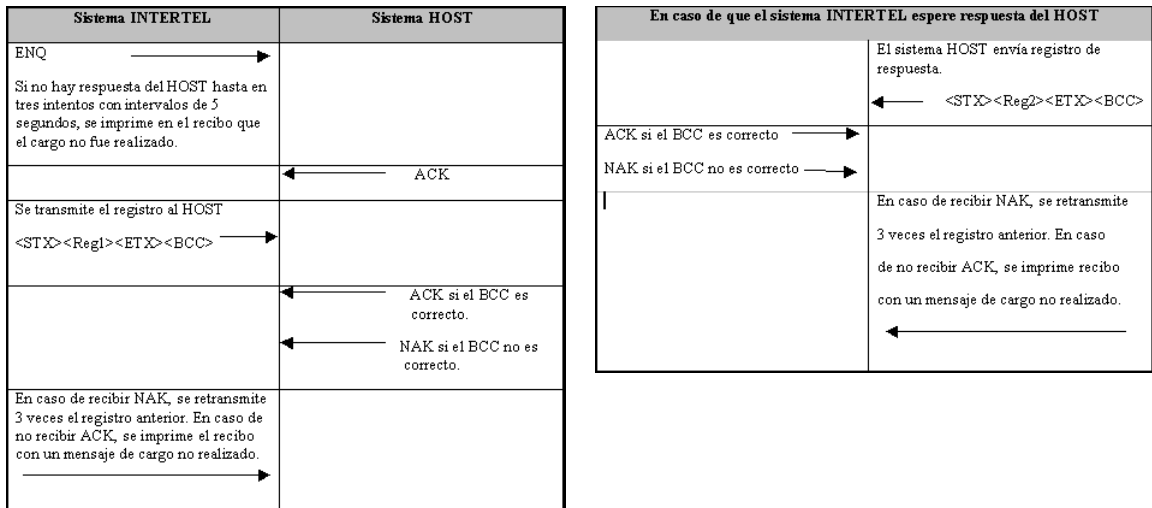 Sistema INTERTEL
Sistema HOST
ENQ
Si no hay respuesta del HOST hasta en
tres intentos con intervalos de 5
segundos, se imprime en el recibo que
el cargo no fue realizado.
ACK
Se transmite el registro al HOST
<STX><Reg1><ETX><BCC>
ACK si el BCC es
correcto.
NAK si el BCC no es
correcto.
En caso de recibir NAK, se retransmite
3 veces el registro anterior. En caso de
no recibir ACK, se imprime el recibo
con un mensaje de cargo no realizado.
En caso de que el sistema INTERTEL espere respuesta del HOST
El sistema HOST envía registro de
respuesta.
<STX><Reg2><ETX><BCC>
ACK si el BCC es correcto
NAK si el BCC no es correcto
En caso de recibir NAK, se retransmite
3 veces el registro anterior. En caso
de no recibir ACK, se imprime recibo
con un mensaje de cargo no realizado.